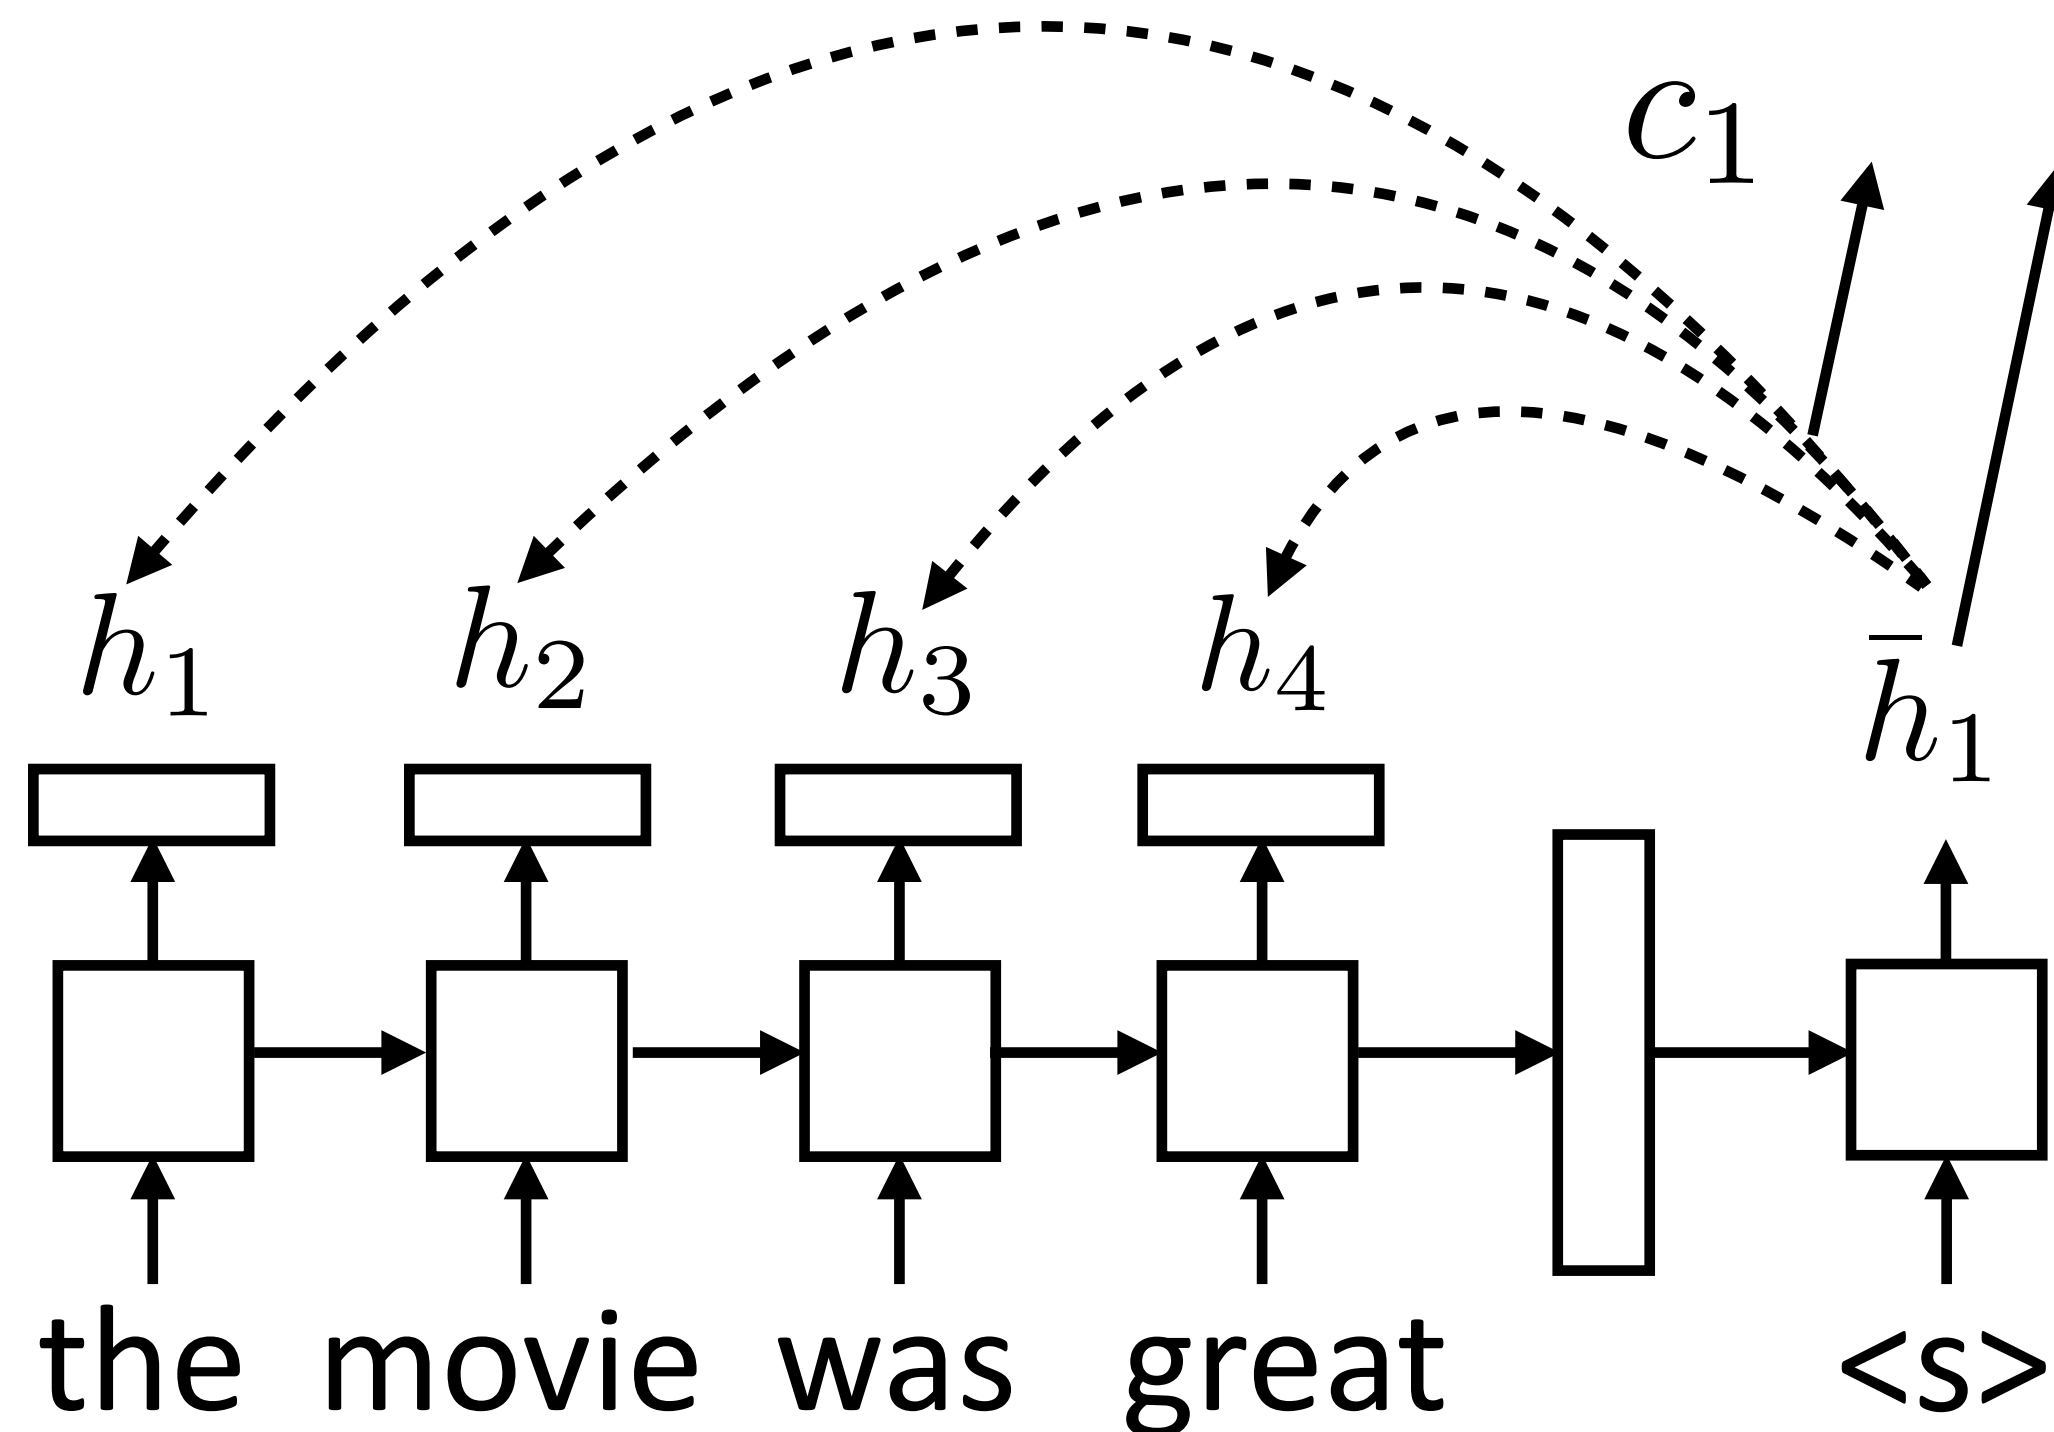 c₁
h₁ h₂ h₃ h₄ h̄₁
the movie was great <s>